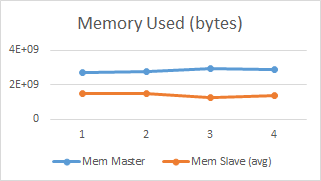 Memory Used (bytes)
4E+09
2E+09
0
1 2 3 4
Mem Master Mem Slave (avg)